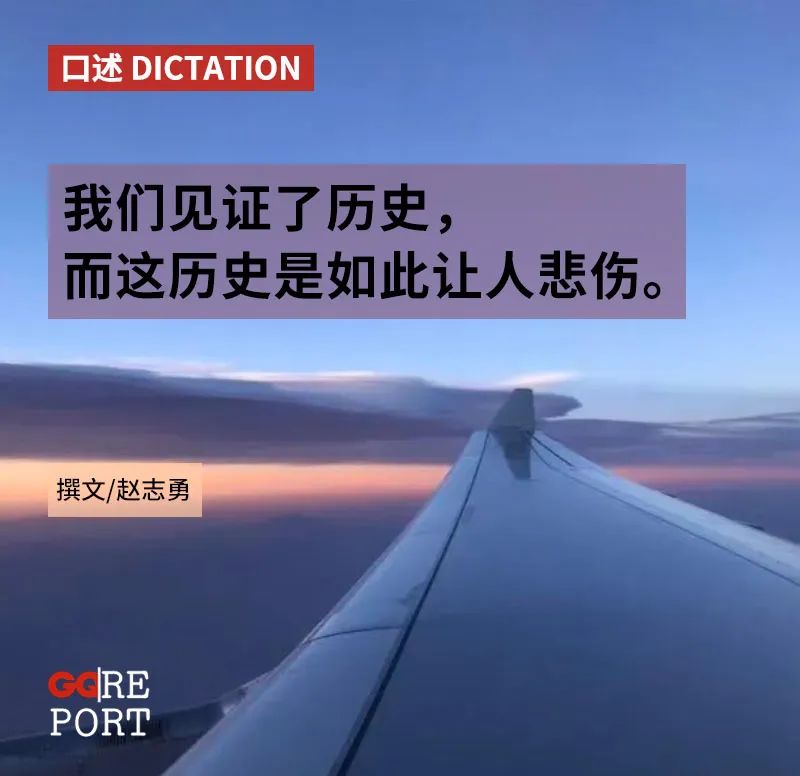 口述 DICTATION
我们见证了历史，
而这历史是如此让人悲伤。
撰文/赵志勇
GQ|RE
PORT